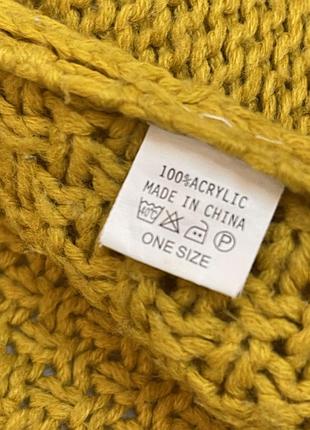 100%ACRYLIC
MADE IN CHINA
40 P
ONE SIZE